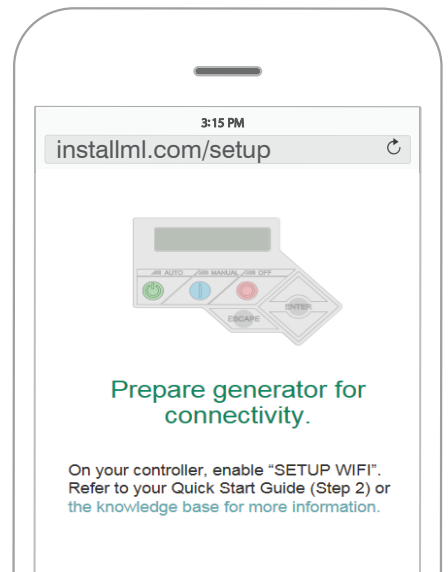 3:15 PM
installml.com/setup
AUTO MANUAL OFF
ENTER
ESCAPE
Prepare generator for
connectivity.
On your controller, enable “SETUP WIFI”.
Refer to your Quick Start Guide (Step 2) or
the knowledge base for more information.